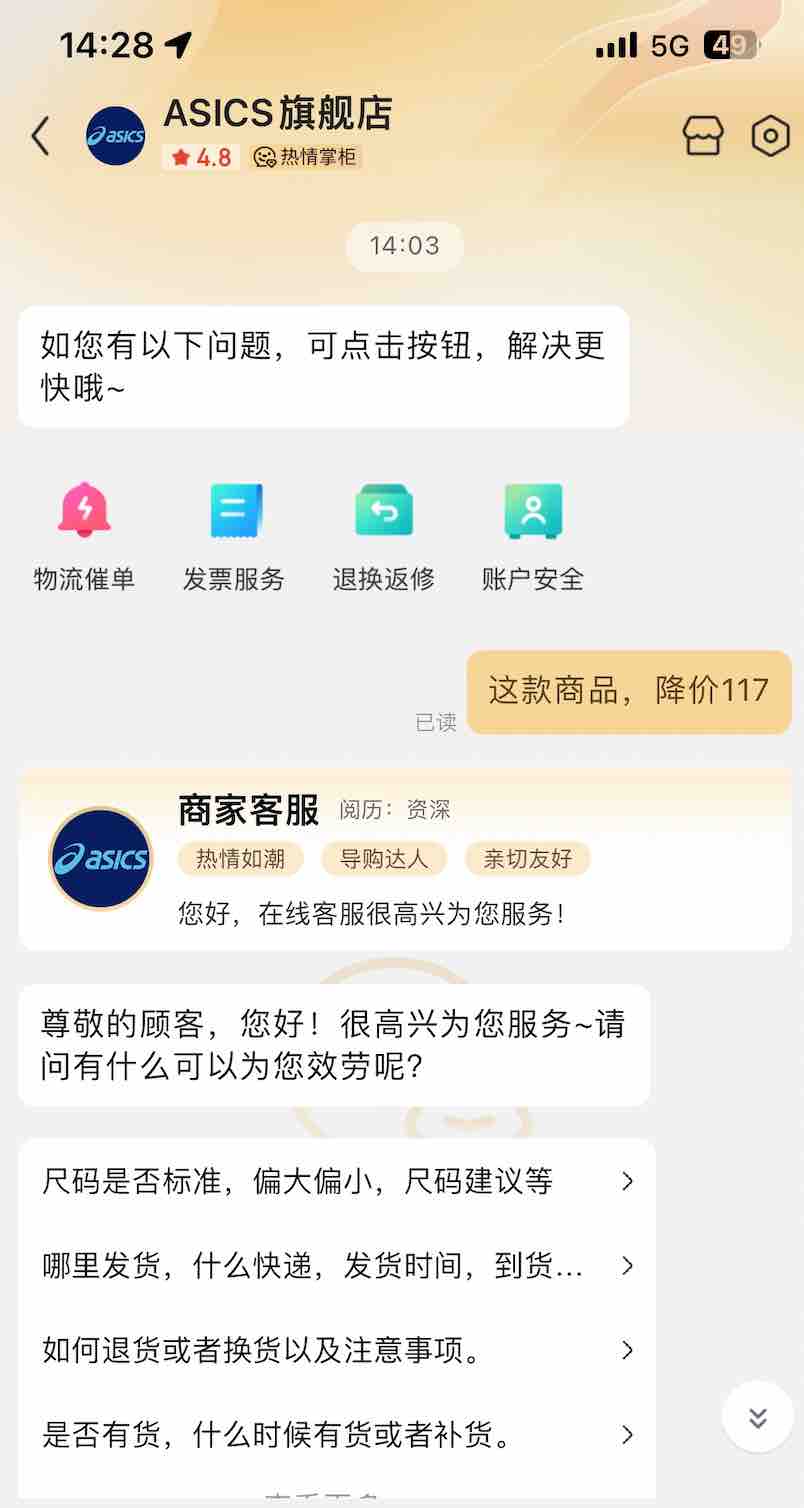 14:28
5G 49
ASICS旗舰店
asics
4.8 热情掌柜
14:03
如您有以下问题，可点击按钮，解决更
快哦~
物流催单 发票服务 退换返修 账户安全
这款商品，降价117
已读
商家客服 阅历：资深
asics
热情如潮 导购达人 亲切友好
您好，在线客服很高兴为您服务！
尊敬的顾客，您好！很高兴为您服务~请
问有什么可以为您效劳呢？
尺码是否标准，偏大偏小，尺码建议等
哪里发货，什么快递，发货时间，到货...
如何退货或者换货以及注意事项。
是否有货，什么时候有货或者补货。